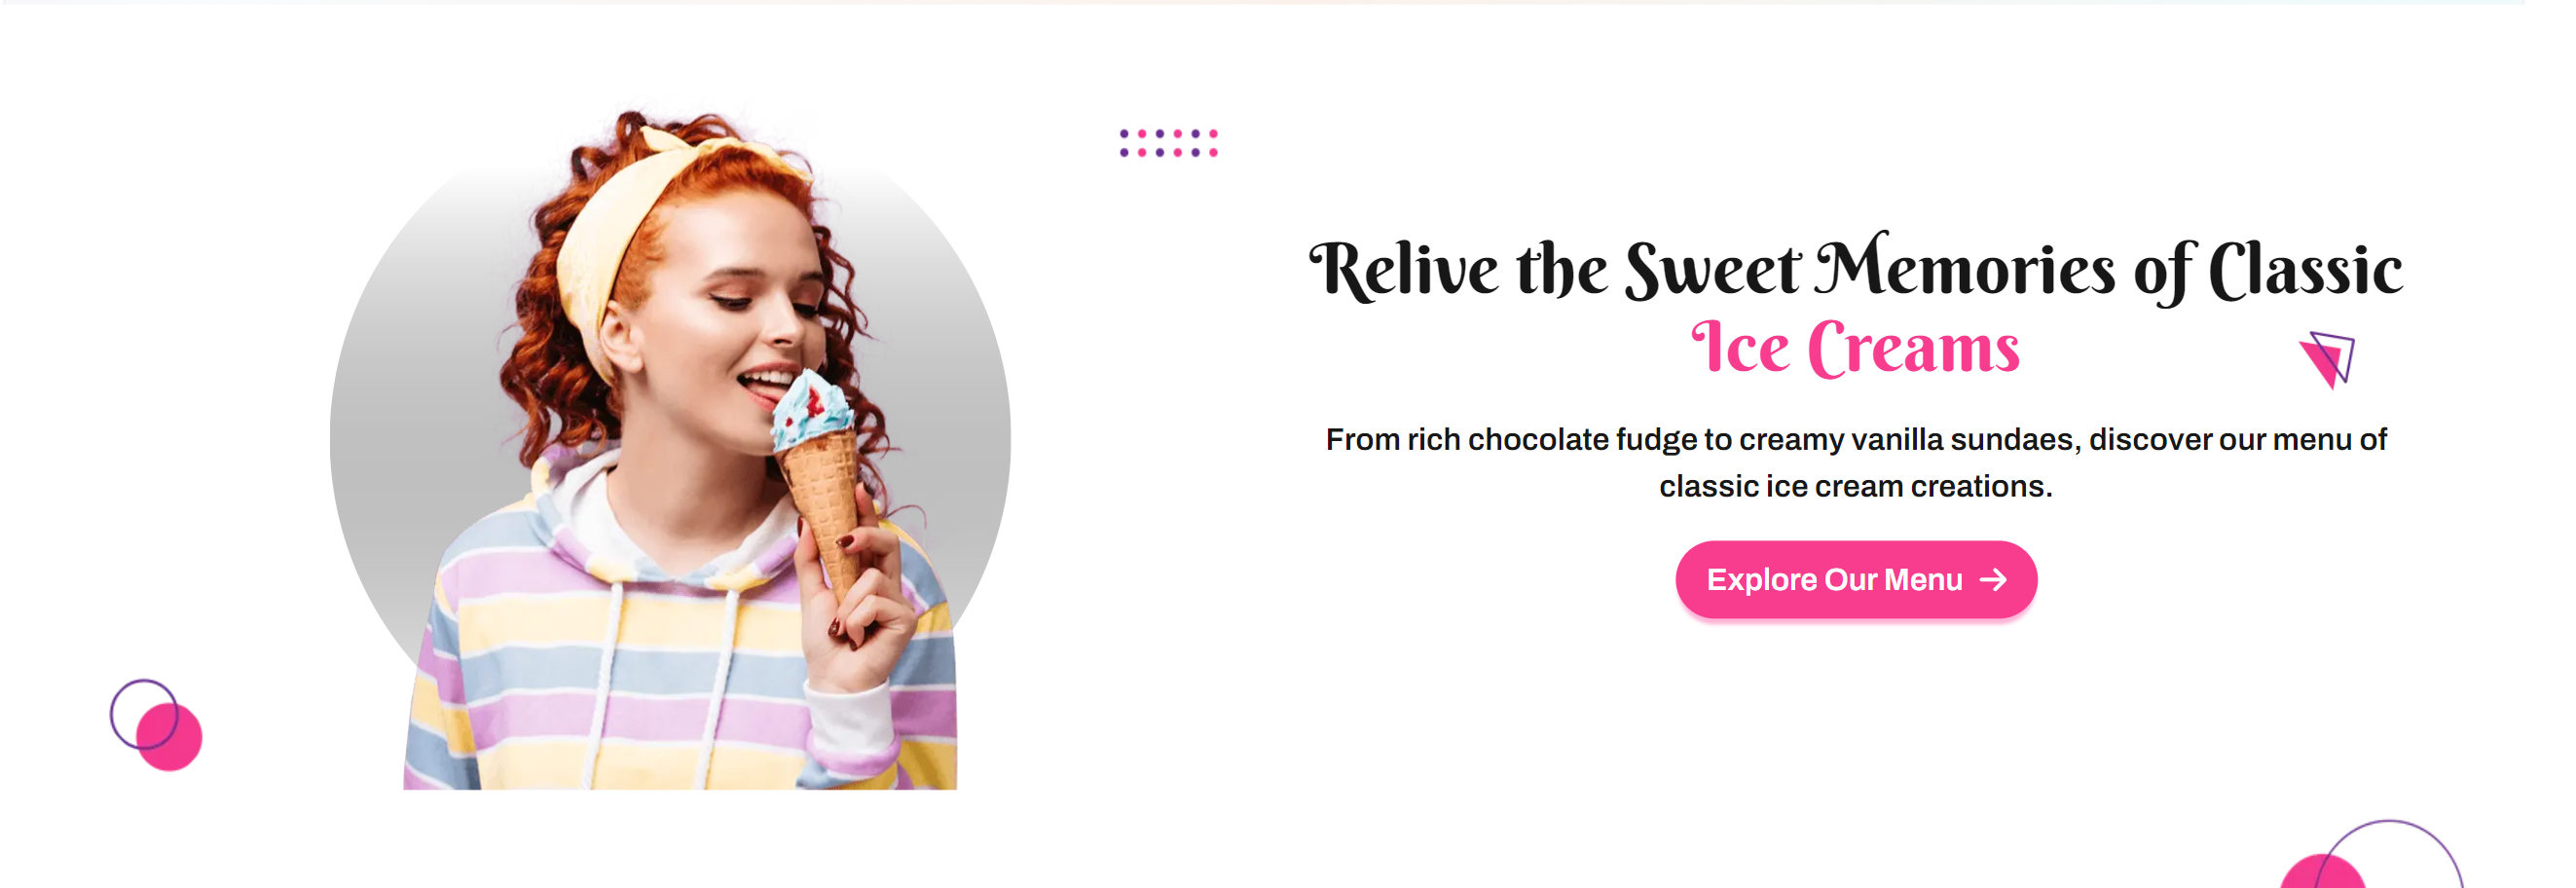 Relive the Sweet Memories of Classic
Ice Creams
From rich chocolate fudge to creamy vanilla sundaes, discover our menu of
classic ice cream creations.
Explore Our Menu →